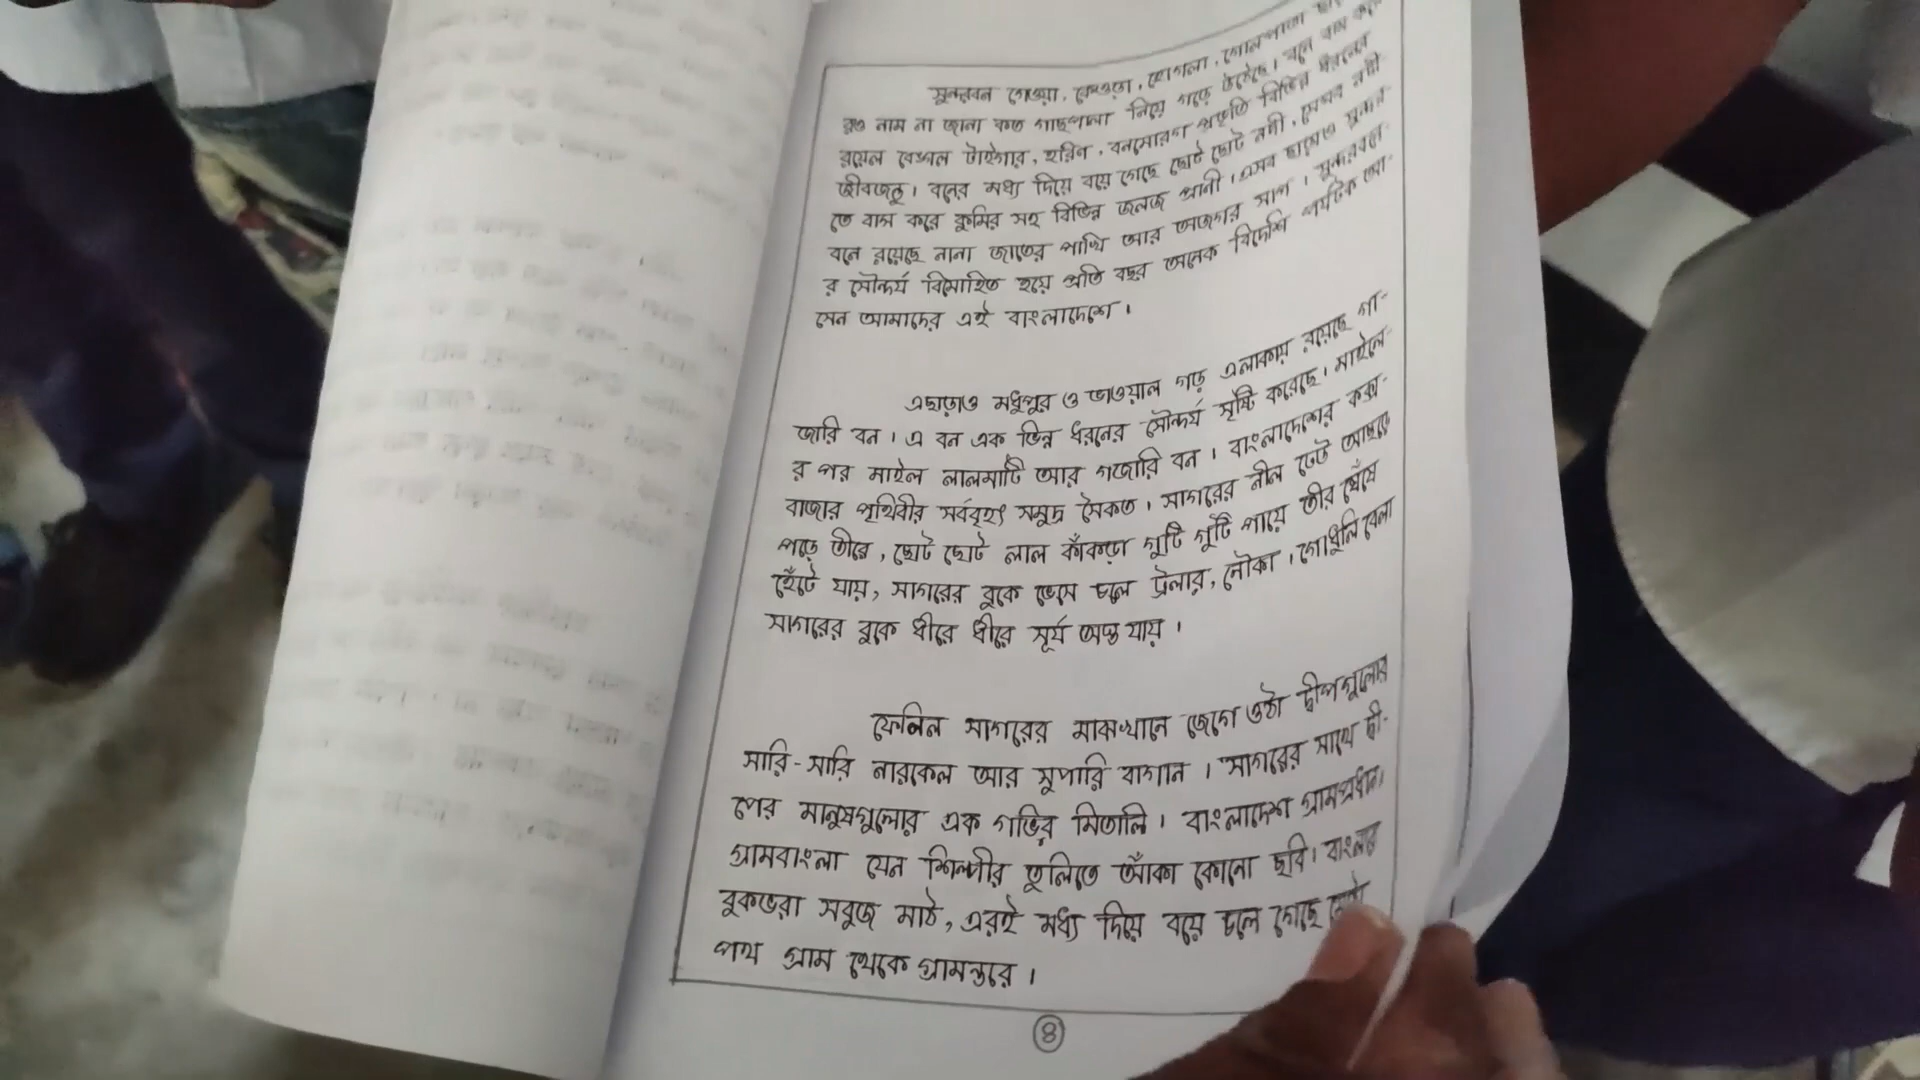 সুন্দরবন গেওয়া, কেওড়া, হোগলা, গোলপাতা
রও নাম না জানা কত গাছপালা নিয়ে গড়ে উঠেছে। বনে বাস করে
রয়েল বেঙ্গল টাইগার, হরিণ, বনমোরগ প্রভৃতি বিভিন্ন ধরনের
জীবজন্তু। বনের মধ্য দিয়ে বয়ে গেছে ছোট ছোট নদী, সেসব নদী-
তে বাস করে কুমির সহ বিভিন্ন জলজ প্রাণী। এসব ছাড়াও সুন্দর-
বনে রয়েছে নানা জাতের পাখি আর অজগর সাপ। সুন্দরবনে-
র সৌন্দর্য বিমোহিত হয়ে প্রতি বছর অনেক বিদেশি পর্যটক আ-
সেন আমাদের এই বাংলাদেশে।
এছাড়াও মধুপুর ও ভাওয়াল গড় এলাকায় রয়েছে গা-
জারি বন। এ বন এক ভিন্ন ধরনের সৌন্দর্য সৃষ্টি করেছে। মাইলে-
র পর মাইল লালমাটি আর গজারি বন। বাংলাদেশের কক্স-
বাজার পৃথিবীর সর্ববৃহৎ সমুদ্র সৈকত। সাগরের নীল ঢেউ আছড়ে
পড়ে তীরে, ছোট ছোট লাল কাঁকড়া গুটি গুটি পায়ে তীর ঘেঁষে
হেঁটে যায়, সাগরের বুকে ভেসে চলে ট্রলার, নৌকা। গোধুলি বেলা
সাগরের বুকে ধীরে ধীরে সূর্য অস্ত যায়।
ফেনিল সাগরের মাঝখানে জেগে ওঠা দ্বীপগুলোর
সারি-সারি নারকেল আর সুপারি বাগান। সাগরের সাথে দ্বী-
পের মানুষগুলোর এক গভির মিতালি। বাংলাদেশ গ্রামপ্রধান।
গ্রামবাংলা যেন শিল্পীর তুলিতে আঁকা কোনো ছবি। বাংলার
বুকভরা সবুজ মাঠ, এরই মধ্য দিয়ে বয়ে চলে গেছে
পথ গ্রাম থেকে গ্রামন্তরে।
৪